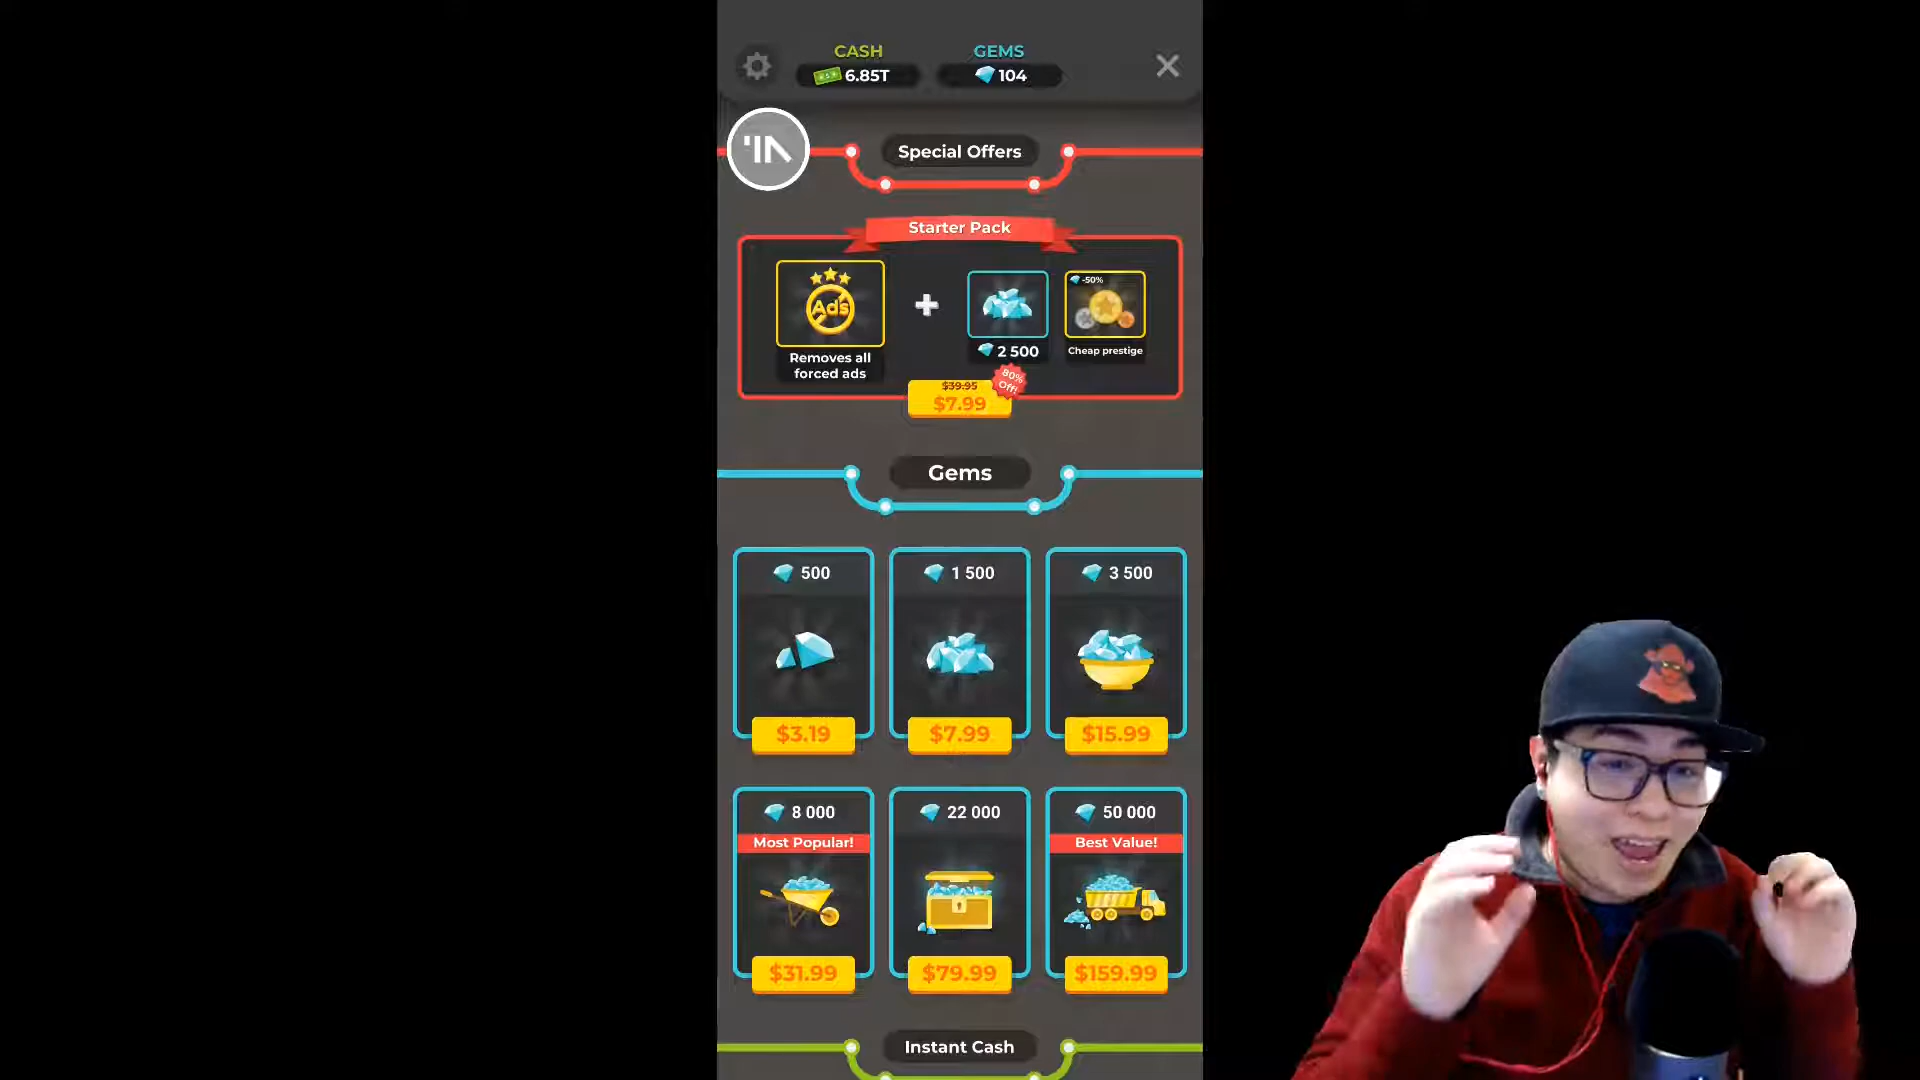 CASH
6.85T
GEMS
104
Special Offers
Starter Pack
Ads
Removes all
forced ads
2 500
-50%
Cheap prestige
80%
Off!
$39.95
$7.99
Gems
500
1 500
3 500
$3.19
$7.99
$15.99
8 000
22 000
50 000
Most Popular!
Best Value!
$31.99
$79.99
$159.99
Instant Cash